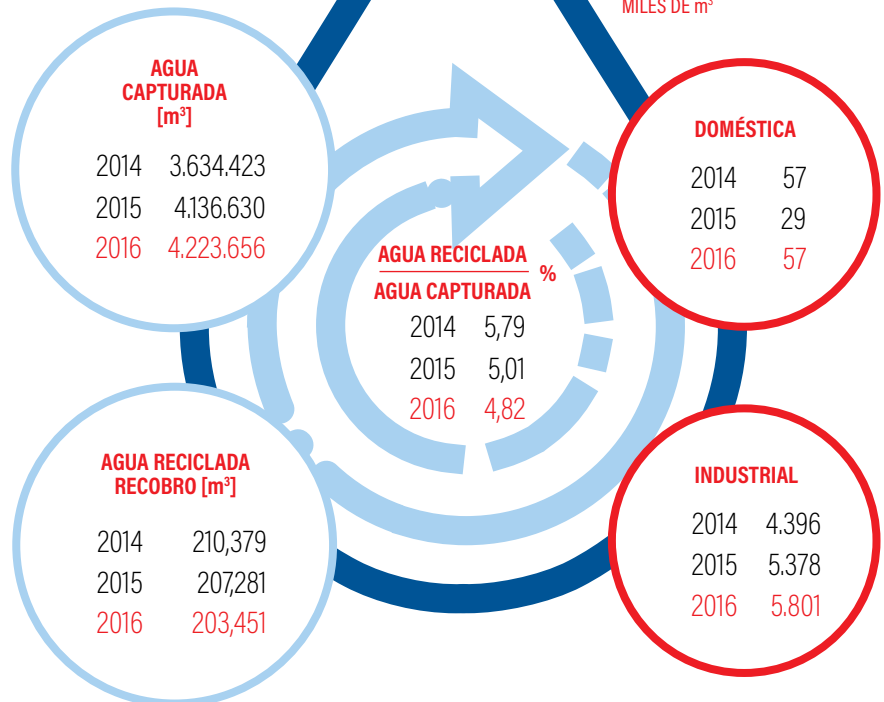 MILES DE m³
AGUA
CAPTURADA
[m³]
2014 3.634.423
2015 4.136.630
2016 4.223.656
DOMÉSTICA
2014 57
2015 29
2016 57
AGUA RECICLADA
AGUA CAPTURADA %
2014 5,79
2015 5,01
2016 4,82
AGUA RECICLADA
RECOBRO [m³]
2014 210,379
2015 207,281
2016 203,451
INDUSTRIAL
2014 4.396
2015 5.378
2016 5.801